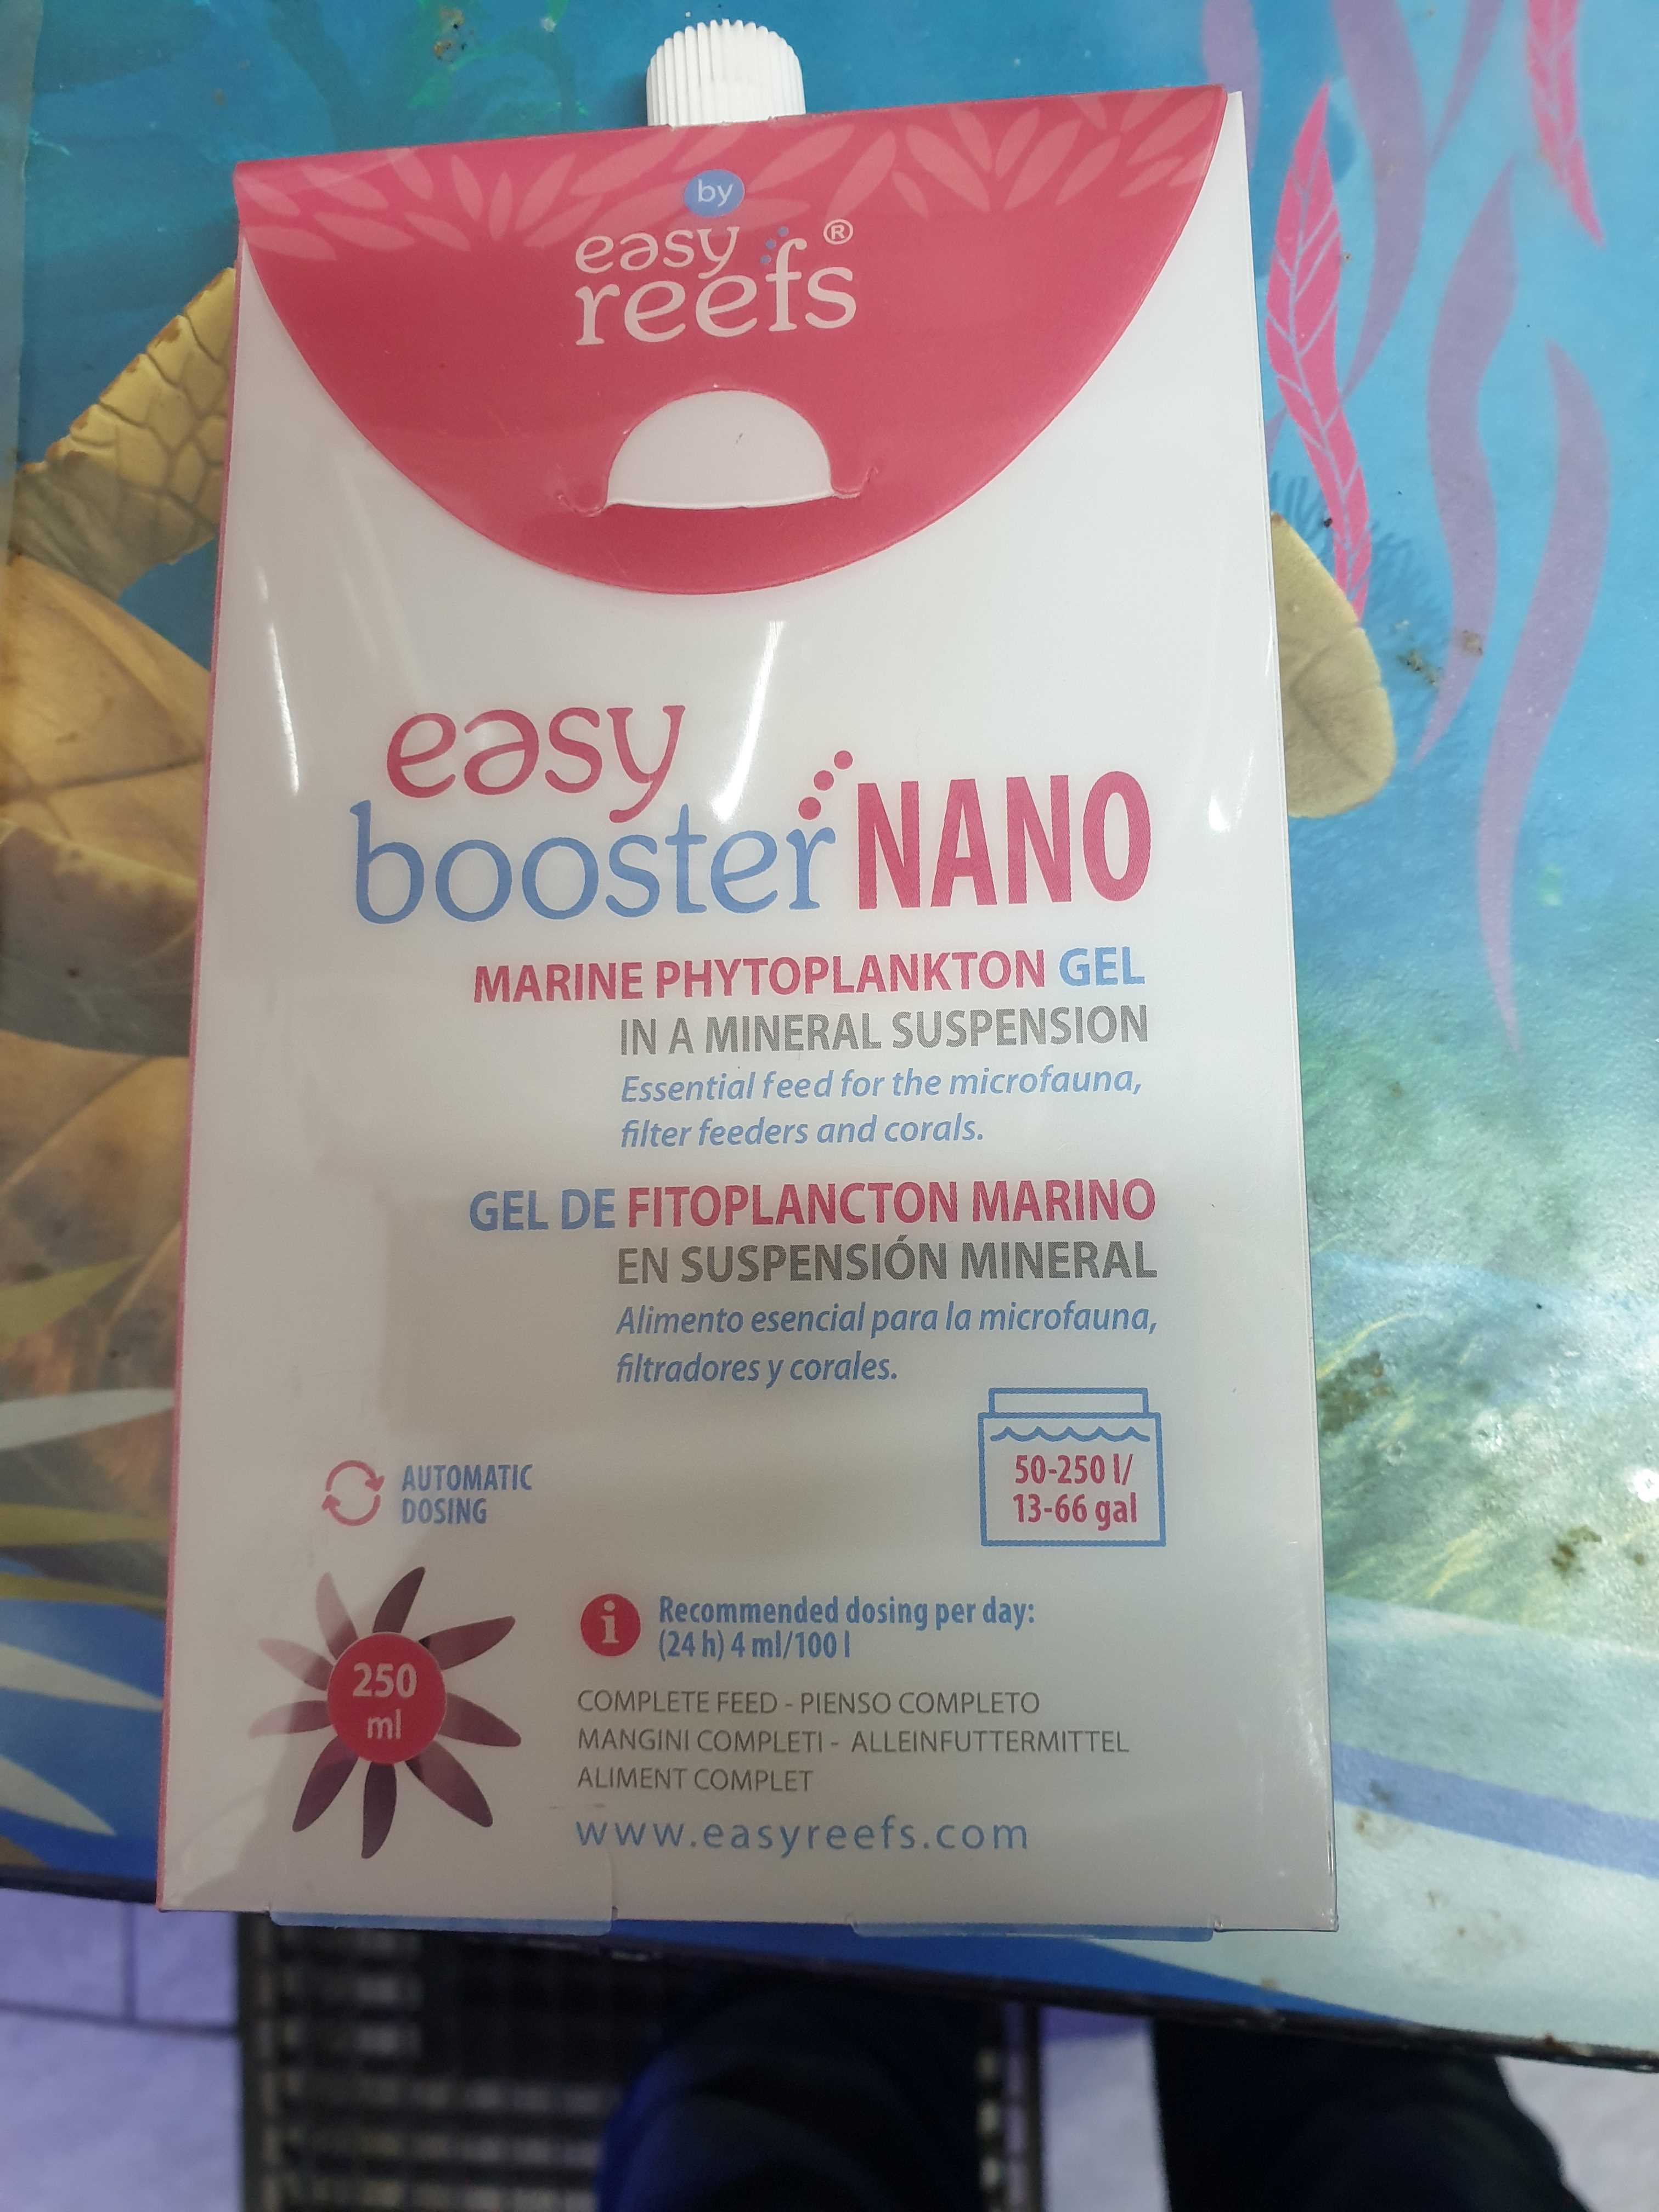 by
easy
reefs®
easy
booster NANO
MARINE PHYTOPLANKTON GEL
IN A MINERAL SUSPENSION
Essential feed for the microfauna,
filter feeders and corals.
GEL DE FITOPLANCTON MARINO
EN SUSPENSIÓN MINERAL
Alimento esencial para la microfauna,
filtradores y corales.
AUTOMATIC
DOSING
50-250 l/
13-66 gal
250
ml
i
Recommended dosing per day:
(24 h) 4 ml/100 l
COMPLETE FEED - PIENSO COMPLETO
MANGINI COMPLETI - ALLEINFUTTERMITTEL
ALIMENT COMPLET
www.easyreefs.com